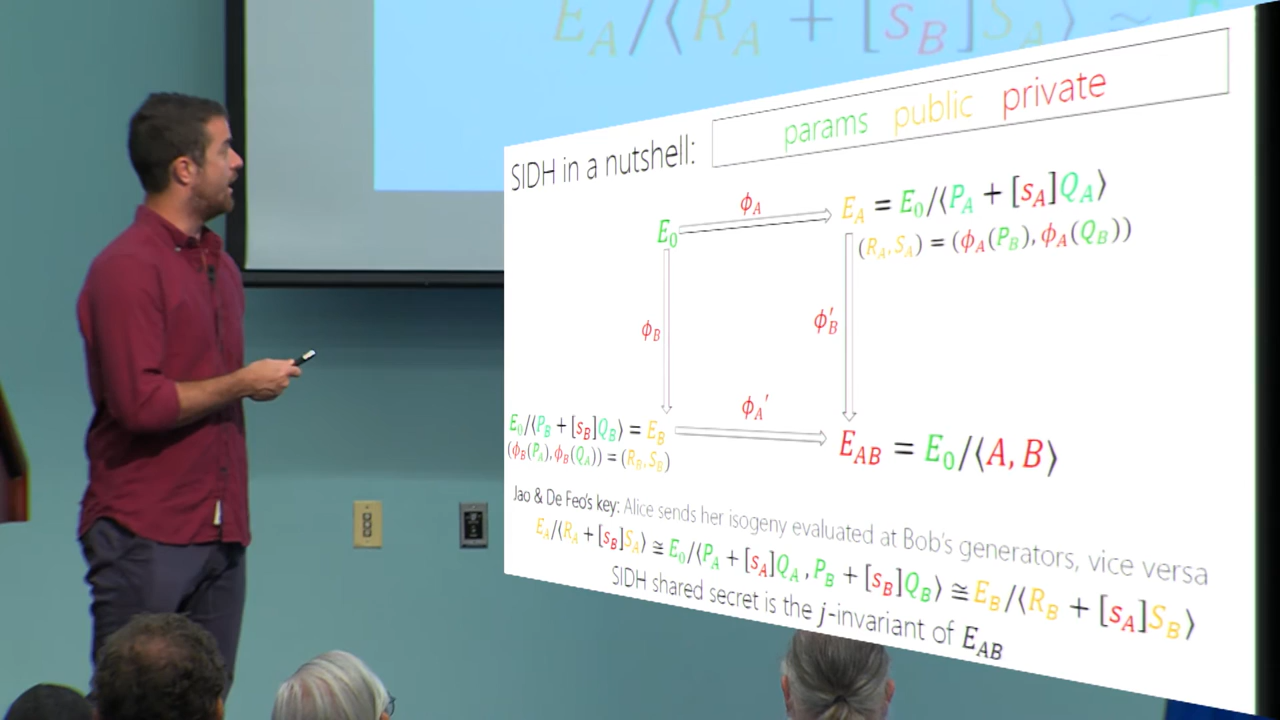 E_A/⟨R_A + [s_B]S_A⟩ ≅
SIDH in a nutshell:
params public private
ϕ_A
E_0
E_A = E_0/⟨P_A + [s_A]Q_A⟩
(R_A, S_A) = (ϕ_A(P_B), ϕ_A(Q_B))
ϕ_B
ϕ'_B
E_0/⟨P_B + [s_B]Q_B⟩ = E_B
(ϕ_B(P_A), ϕ_B(Q_A)) = (R_B, S_B)
ϕ_A'
E_AB = E_0/⟨A, B⟩
Jao & De Feo's key: Alice sends her isogeny evaluated at Bob's generators, vice versa
E_A/⟨R_A + [s_B]S_A⟩ ≅ E_0/⟨P_A + [s_A]Q_A , P_B + [s_B]Q_B⟩ ≅ E_B/⟨R_B + [s_A]S_B⟩
SIDH shared secret is the j-invariant of E_AB